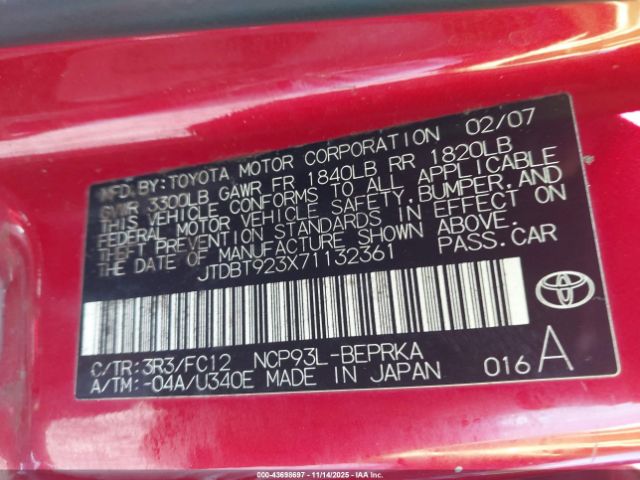 MFD. BY: TOYOTA MOTOR CORPORATION 02/07
GVWR 3300LB GAWR FR 1840LB RR 1820LB
THIS VEHICLE CONFORMS TO ALL APPLICABLE
FEDERAL MOTOR VEHICLE SAFETY, BUMPER, AND
THEFT PREVENTION STANDARDS IN EFFECT ON
THE DATE OF MANUFACTURE SHOWN ABOVE.
JTDBT923X71132361 PASS. CAR
TOYOTA
C/TR: 3R3/FC12 NCP93L-BEPRKA
A/TM: -04A/U340E MADE IN JAPAN 016 A
000-43698697 - 11/14/2025 - IAA Inc.